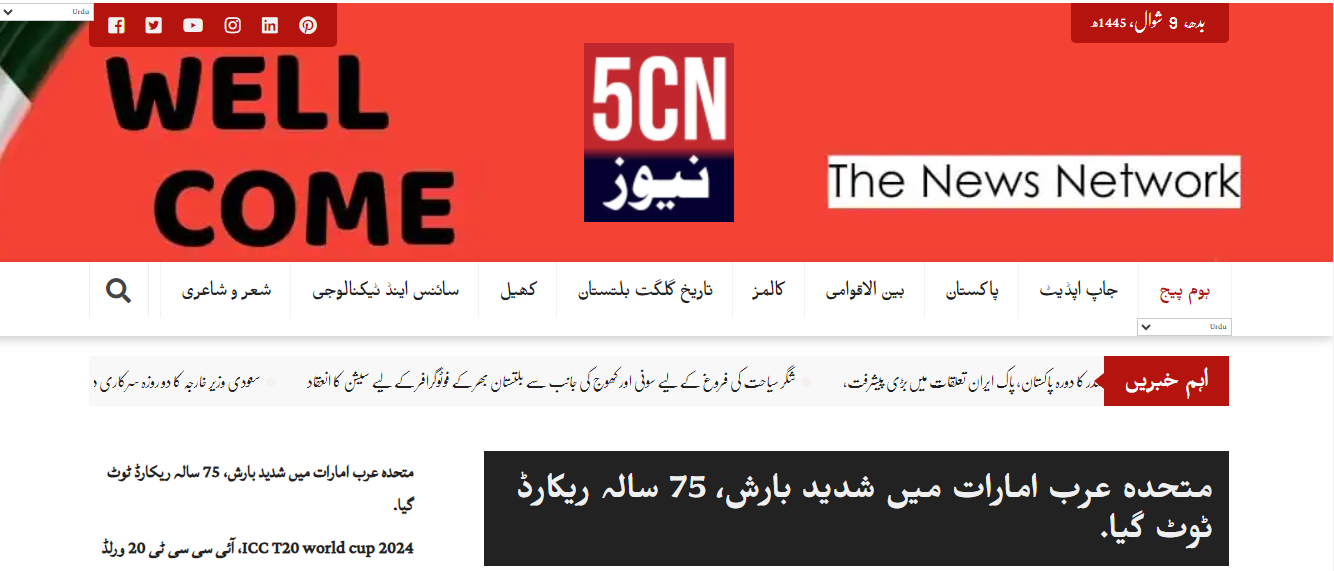 Urdu
بدھ، 9 شوال، 1445ھ
WELL
COME
5CN
نیوز
The News Network
ہوم پیج
جاپ اپڈیٹ
پاکستان
بین الاقوامی
کالمز
تاریخ گلگت بلتستان
کھیل
سائنس اینڈ ٹیکنالوجی
شعر و شاعری
Urdu
اہم خبریں
کا دورہ پاکستان، پاک ایران تعلقات میں بڑی پیشرفت،
شگر سیاحت کی فروغ کے لیے سونی اور کھوج کی جانب سے بلتستان بھر کے فوٹوگرافر کے لیے سیشن کا انعقاد
سعودی وزیر خارجہ کا دو روزہ سرکاری د
متحدہ عرب امارات میں شدید بارش، 75 سالہ ریکارڈ
ٹوٹ گیا.
متحدہ عرب امارات میں شدید بارش، 75 سالہ ریکارڈ ٹوٹ
گیا.
ICC T20 world cup 2024، آئی سی سی ٹی 20 ورلڈ